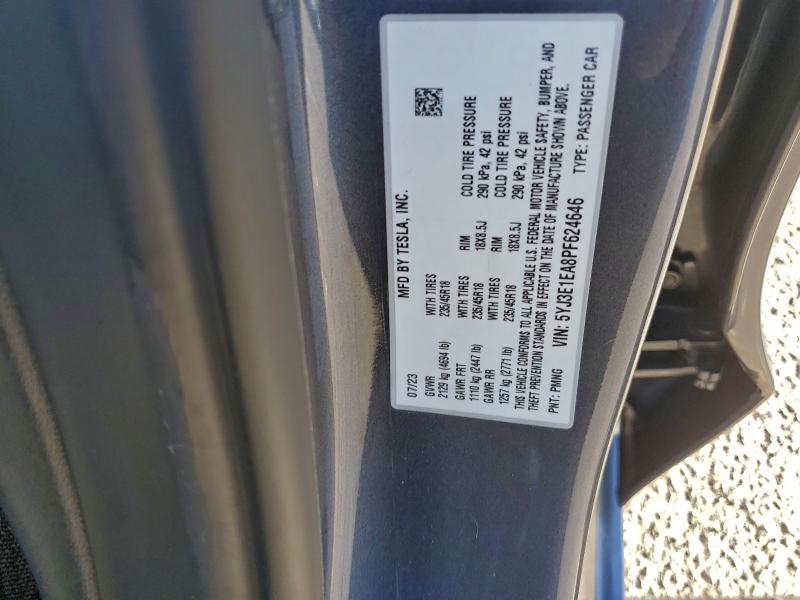 07/23 MFD BY TESLA, INC.
GVWR
2129 kg (4694 lb) WITH TIRES 235/45R18 RIM 18X8.5J COLD TIRE PRESSURE 290 kPa, 42 psi
GAWR FRT
1110 kg (2447 lb) WITH TIRES 235/45R18 RIM 18X8.5J COLD TIRE PRESSURE 290 kPa, 42 psi
GAWR RR
1257 kg (2771 lb)
THIS VEHICLE CONFORMS TO ALL APPLICABLE U.S. FEDERAL MOTOR VEHICLE SAFETY, BUMPER, AND
THEFT PREVENTION STANDARDS IN EFFECT ON THE DATE OF MANUFACTURE SHOWN ABOVE.
VIN: 5YJ3E1EA8PF624646
PNT: PMNG TYPE: PASSENGER CAR